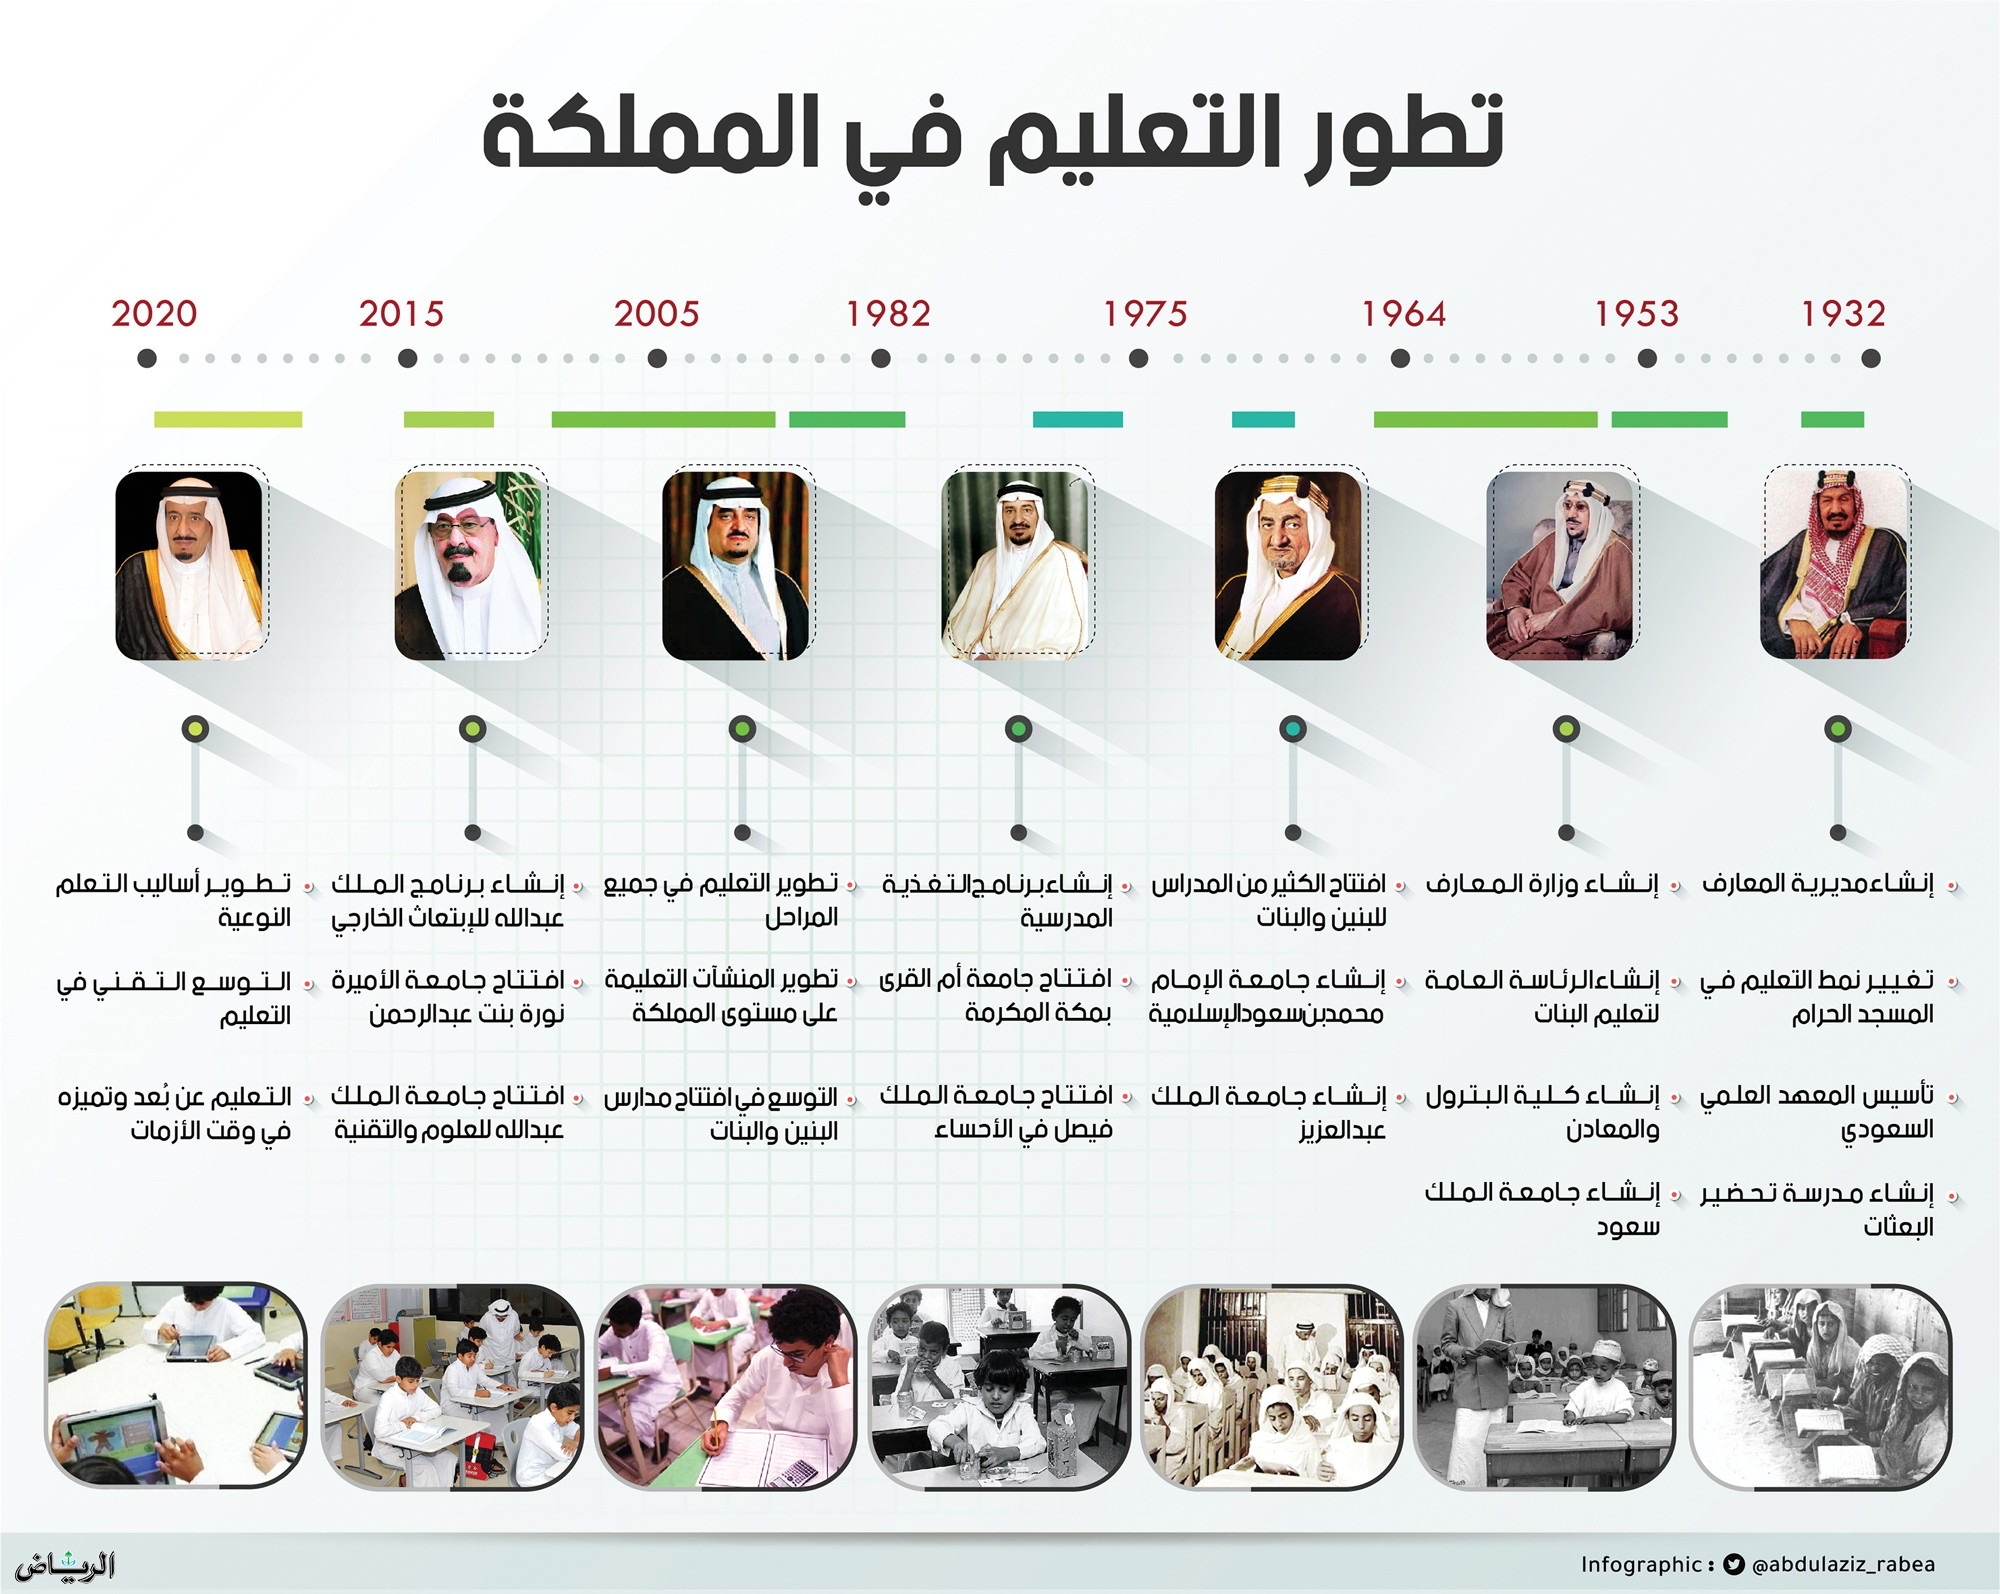 تطور التعليم في المملكة
1932
1953
1964
1975
1982
2005
2015
2020
إنشاء مديرية المعارف
تغيير نمط التعليم في
المسجد الحرام
تأسيس المعهد العلمي
السعودي
إنشاء مدرسة تحضير
البعثات
إنشاء وزارة المعارف
إنشاء الرئاسة العامة
لتعليم البنات
إنشاء كلية البترول
والمعادن
إنشاء جامعة الملك
سعود
افتتاح الكثير من المدراس
للبنين والبنات
إنشاء جامعة الإمام
محمد بن سعود الإسلامية
إنشاء جامعة الملك
عبدالعزيز
إنشاء برنامج التغذية
المدرسية
افتتاح جامعة أم القرى
بمكة المكرمة
افتتاح جامعة الملك
فيصل في الأحساء
تطوير التعليم في جميع
المراحل
تطوير المنشآت التعليمة
على مستوى المملكة
التوسع في افتتاح مدارس
البنين والبنات
إنشاء برنامج الملك
عبدالله للإبتعاث الخارجي
افتتاح جامعة الأميرة
نورة بنت عبدالرحمن
افتتاح جامعة الملك
عبدالله للعلوم والتقنية
تطوير أساليب التعلم
النوعية
التوسع التقني في
التعليم
التعليم عن بُعد وتميزه
في وقت الأزمات
الرياض
Infographic : @abdulaziz_rabea